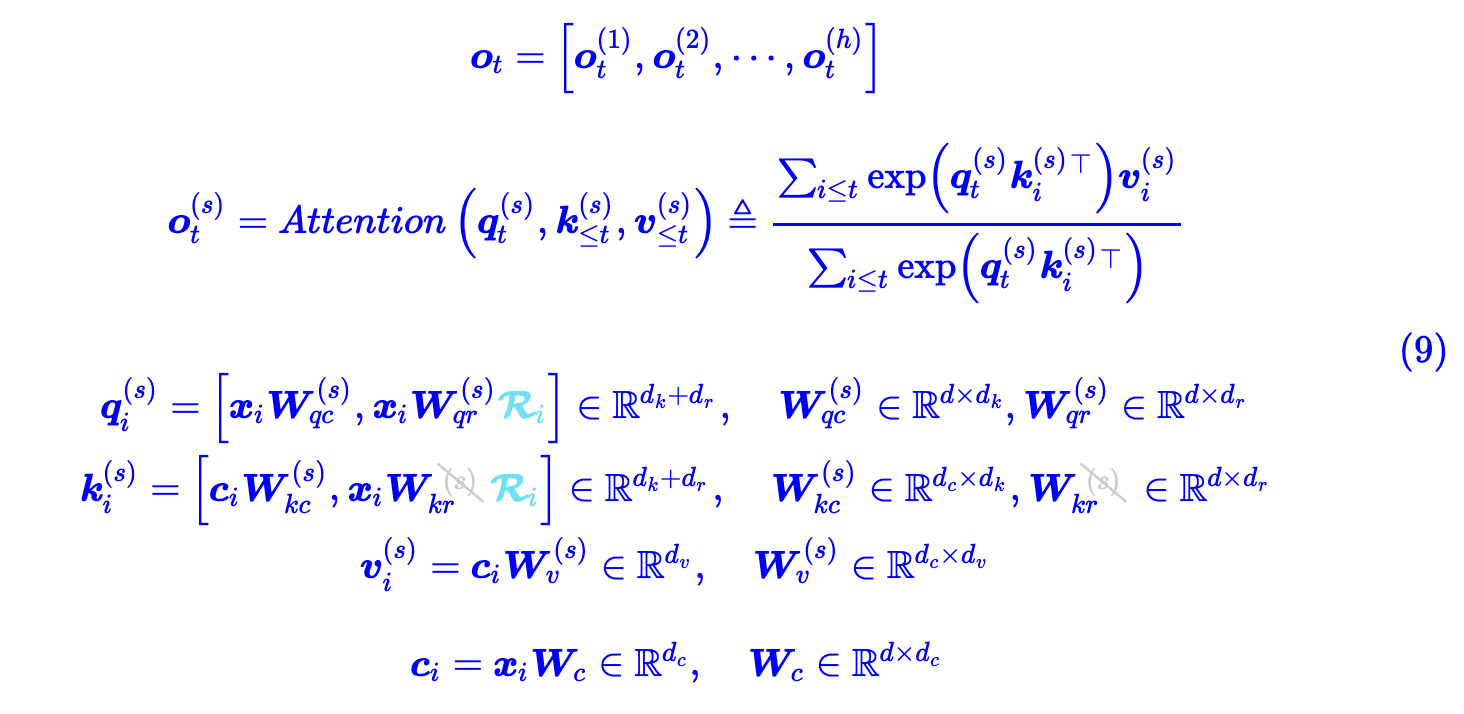 $\boldsymbol{o}_t = \left[\boldsymbol{o}_t^{(1)}, \boldsymbol{o}_t^{(2)}, \cdots, \boldsymbol{o}_t^{(h)}\right]$
$\boldsymbol{o}_t^{(s)} = Attention\left(\boldsymbol{q}_t^{(s)}, \boldsymbol{k}_{\leq t}^{(s)}, \boldsymbol{v}_{\leq t}^{(s)}\right) \triangleq \frac{\sum_{i\leq t} \exp\left(\boldsymbol{q}_t^{(s)} \boldsymbol{k}_i^{(s)\top}\right)\boldsymbol{v}_i^{(s)}}{\sum_{i\leq t} \exp\left(\boldsymbol{q}_t^{(s)} \boldsymbol{k}_i^{(s)\top}\right)}$
(9)
$\boldsymbol{q}_i^{(s)} = \left[\boldsymbol{x}_i \boldsymbol{W}_{qc}^{(s)}, \boldsymbol{x}_i \boldsymbol{W}_{qr}^{(s)} \boldsymbol{\mathcal{R}}_i\right] \in \mathbb{R}^{d_k+d_r}, \quad \boldsymbol{W}_{qc}^{(s)} \in \mathbb{R}^{d\times d_k}, \boldsymbol{W}_{qr}^{(s)} \in \mathbb{R}^{d\times d_r}$
$\boldsymbol{k}_i^{(s)} = \left[\boldsymbol{c}_i \boldsymbol{W}_{kc}^{(s)}, \boldsymbol{x}_i \boldsymbol{W}_{kr}^{\bcancel{(s)}} \boldsymbol{\mathcal{R}}_i\right] \in \mathbb{R}^{d_k+d_r}, \quad \boldsymbol{W}_{kc}^{(s)} \in \mathbb{R}^{d_c\times d_k}, \boldsymbol{W}_{kr}^{\bcancel{(s)}} \in \mathbb{R}^{d\times d_r}$
$\boldsymbol{v}_i^{(s)} = \boldsymbol{c}_i \boldsymbol{W}_v^{(s)} \in \mathbb{R}^{d_v}, \quad \boldsymbol{W}_v^{(s)} \in \mathbb{R}^{d_c\times d_v}$
$\boldsymbol{c}_i = \boldsymbol{x}_i \boldsymbol{W}_c \in \mathbb{R}^{d_c}, \quad \boldsymbol{W}_c \in \mathbb{R}^{d\times d_c}$